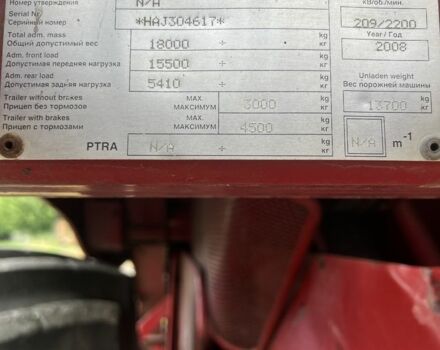 Номер утверждения N/A кВ/об./мин.
Serial No
Серийный номер *HAJ304617* 209/2200
Total adm. mass kg Year / Год
Общий допустимый вес 18000 ÷ кг 2008
Adm. front load kg
Допустимая передняя нагрузка 15500 ÷ кг
Adm. rear load kg Unladen weight
Допустимая задняя нагрузка 5410 ÷ кг Вес порожней машины
Trailer without brakes MAX. 3000 kg 13700 kg
Прицеп без тормозов МАКСИМУМ кг кг
Trailer with brakes MAX. 4500 kg
Прицеп с тормозами МАКСИМУМ кг
PTRA N/A ÷ kg N/A m-1
кг